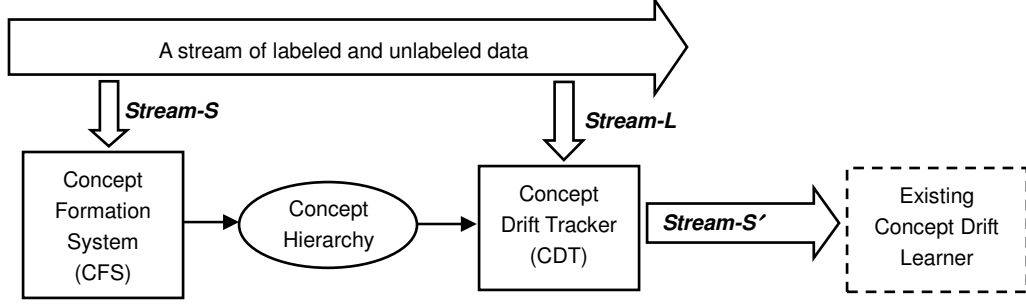 A stream of labeled and unlabeled data
Stream-S
Stream-L
Concept
Formation
System
(CFS)
Concept
Hierarchy
Concept
Drift Tracker
(CDT)
Stream-S′
Existing
Concept Drift
Learner